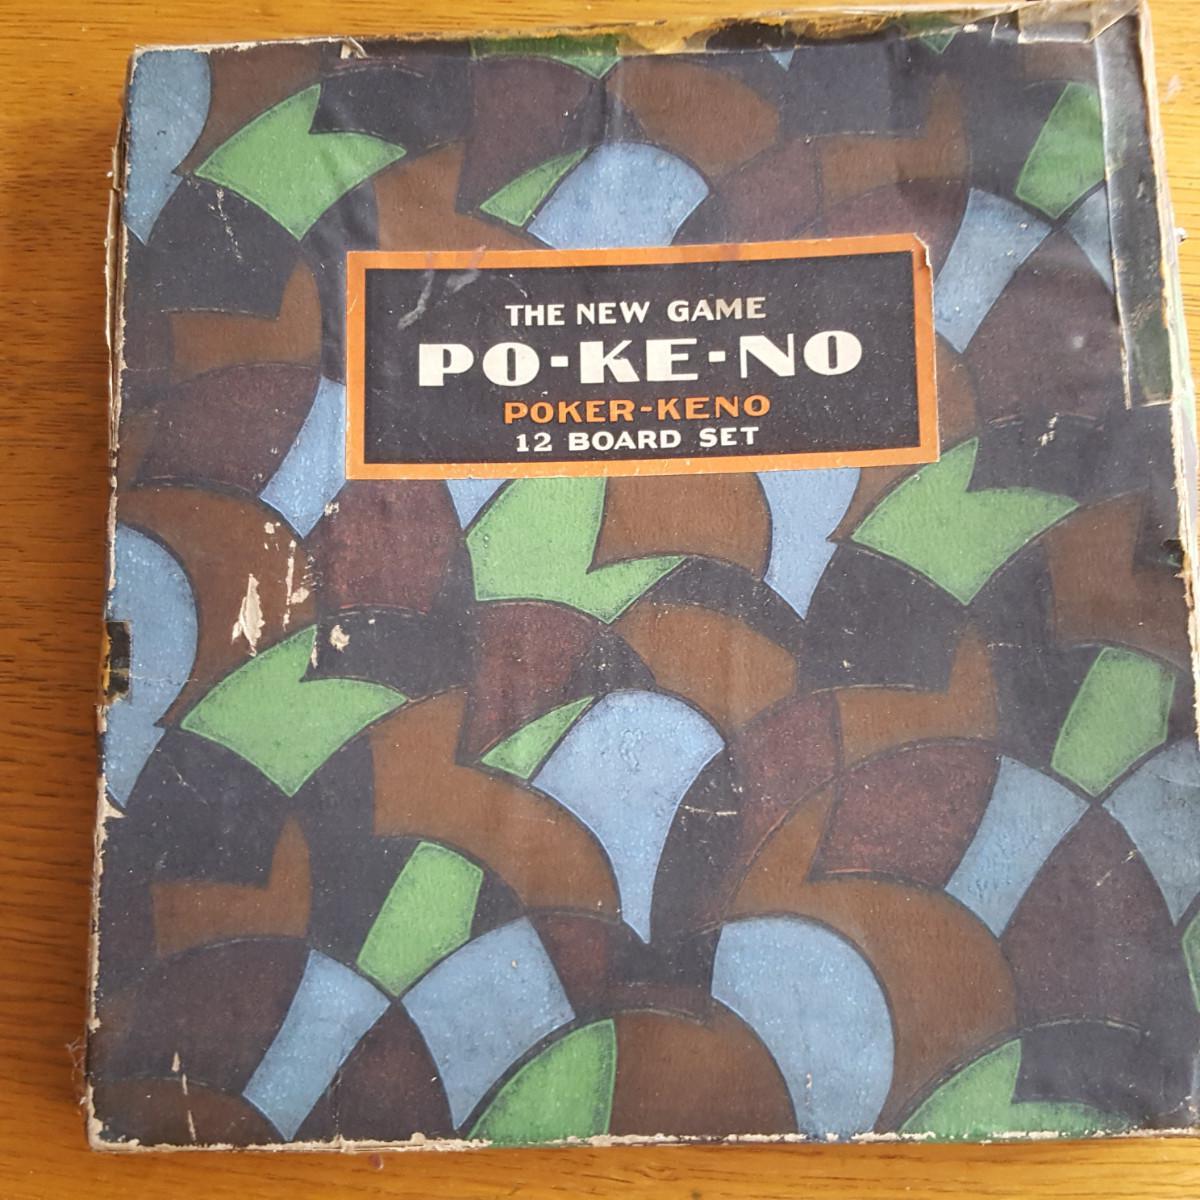 THE NEW GAME
PO-KE-NO
POKER-KENO
12 BOARD SET